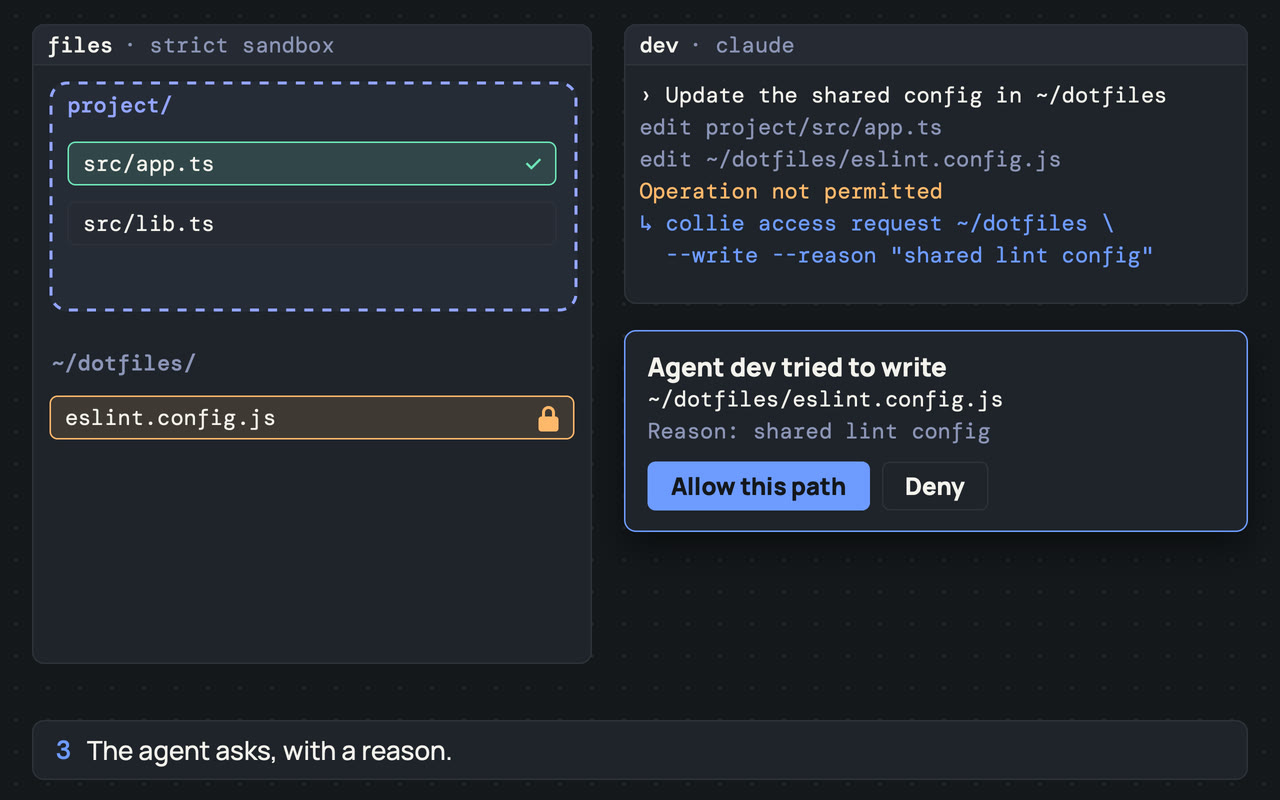 files · strict sandbox
project/
src/app.ts
src/lib.ts
~/dotfiles/
eslint.config.js
dev · claude
› Update the shared config in ~/dotfiles
edit project/src/app.ts
edit ~/dotfiles/eslint.config.js
Operation not permitted
↳ collie access request ~/dotfiles \
--write --reason "shared lint config"
Agent dev tried to write
~/dotfiles/eslint.config.js
Reason: shared lint config
Allow this path
Deny
3 The agent asks, with a reason.